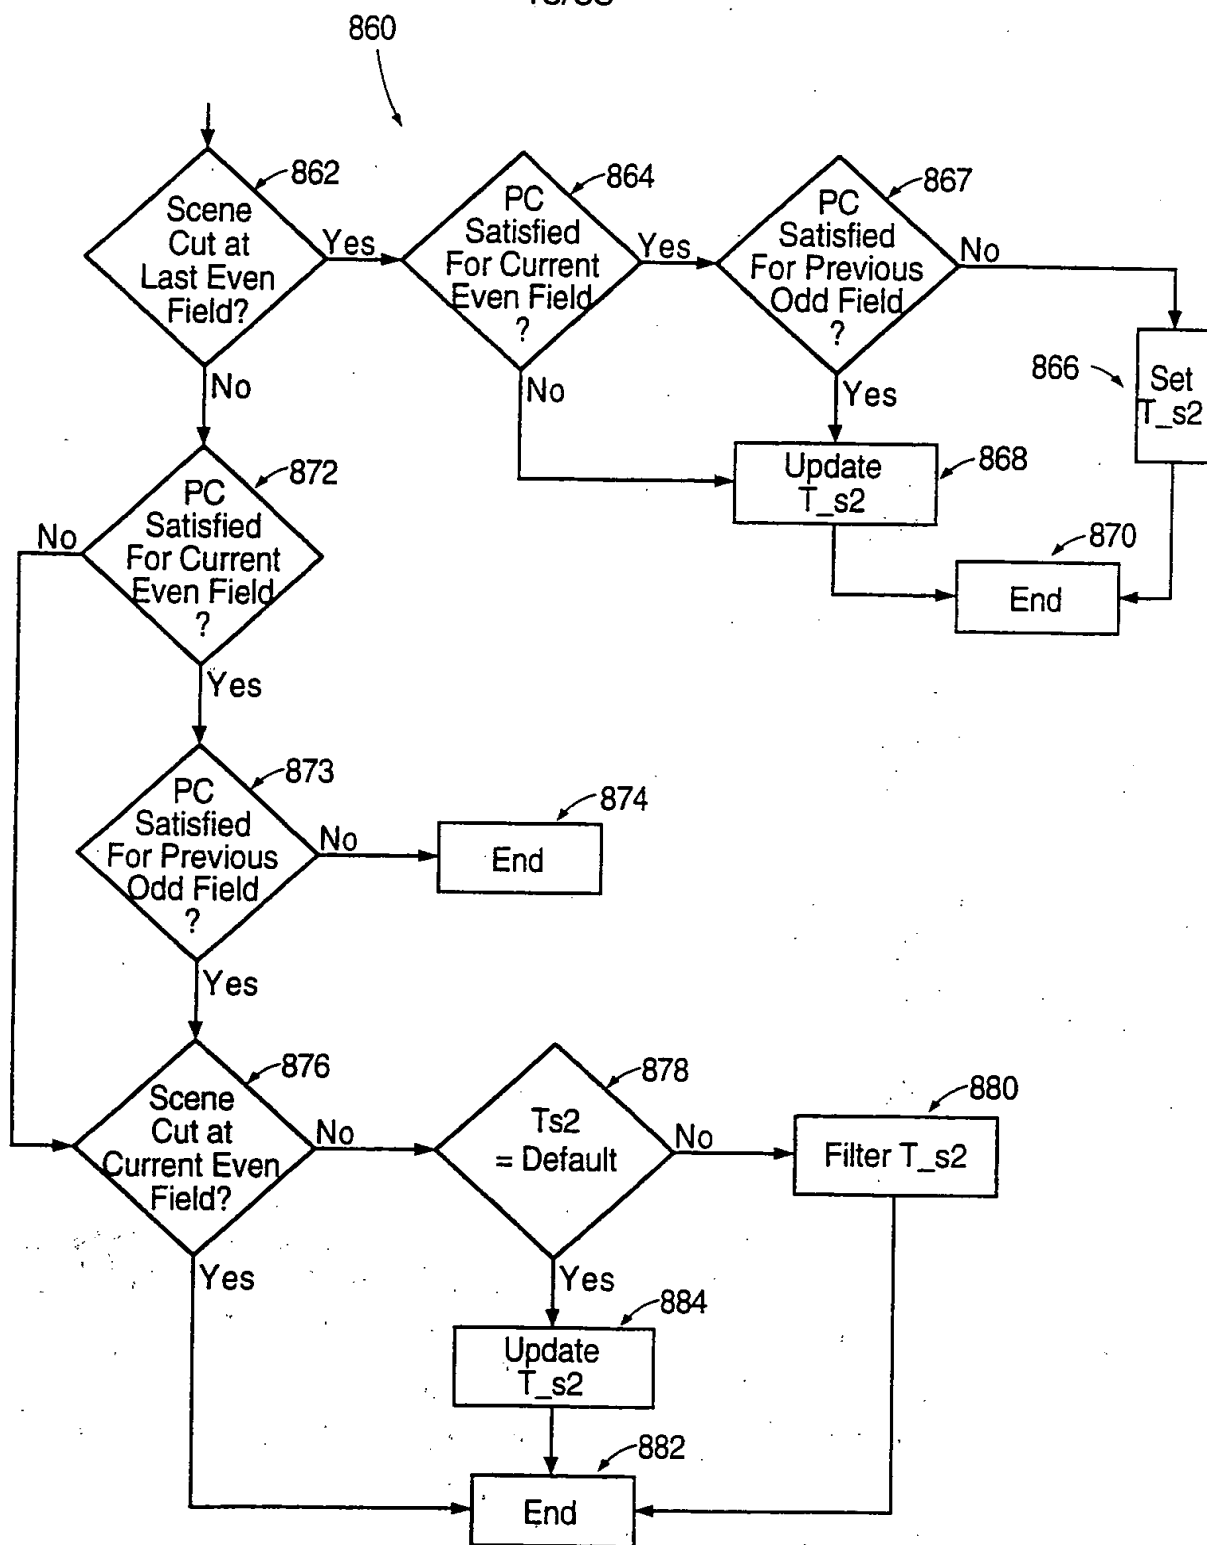 860
862
Scene
Cut at
Last Even
Field?
Yes
No
864
PC
Satisfied
For Current
Even Field
?
Yes
No
867
PC
Satisfied
For Previous
Odd Field
?
No
Yes
866
Set
T_s2
Update
T_s2
868
870
End
872
PC
Satisfied
For Current
Even Field
?
No
Yes
873
PC
Satisfied
For Previous
Odd Field
?
No
Yes
874
End
876
Scene
Cut at
Current Even
Field?
No
Yes
878
Ts2
= Default
No
Yes
880
Filter T_s2
884
Update
T_s2
882
End